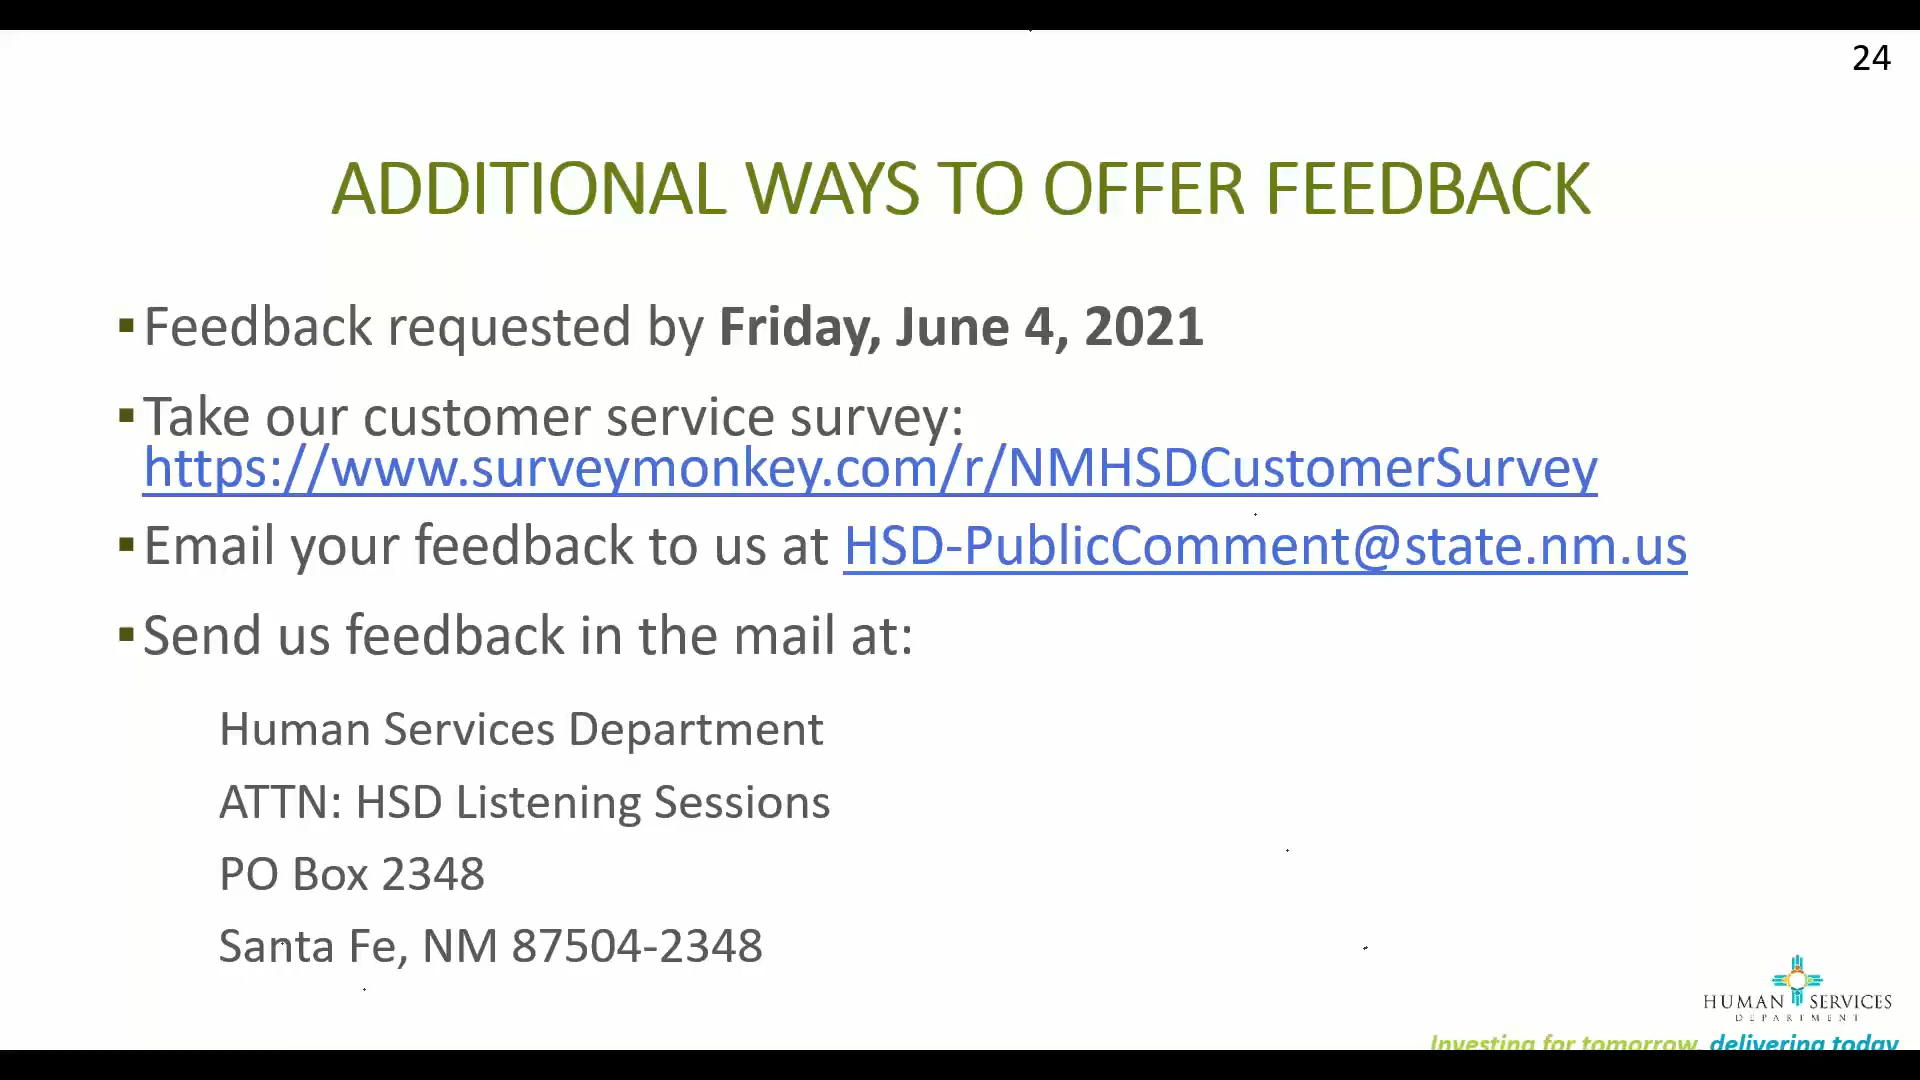 24
ADDITIONAL WAYS TO OFFER FEEDBACK
▪Feedback requested by Friday, June 4, 2021
▪Take our customer service survey:
https://www.surveymonkey.com/r/NMHSDCustomerSurvey
▪Email your feedback to us at HSD-PublicComment@state.nm.us
▪Send us feedback in the mail at:
Human Services Department
ATTN: HSD Listening Sessions
PO Box 2348
Santa Fe, NM 87504-2348
HUMAN SERVICES
DEPARTMENT
Investing for tomorrow, delivering today